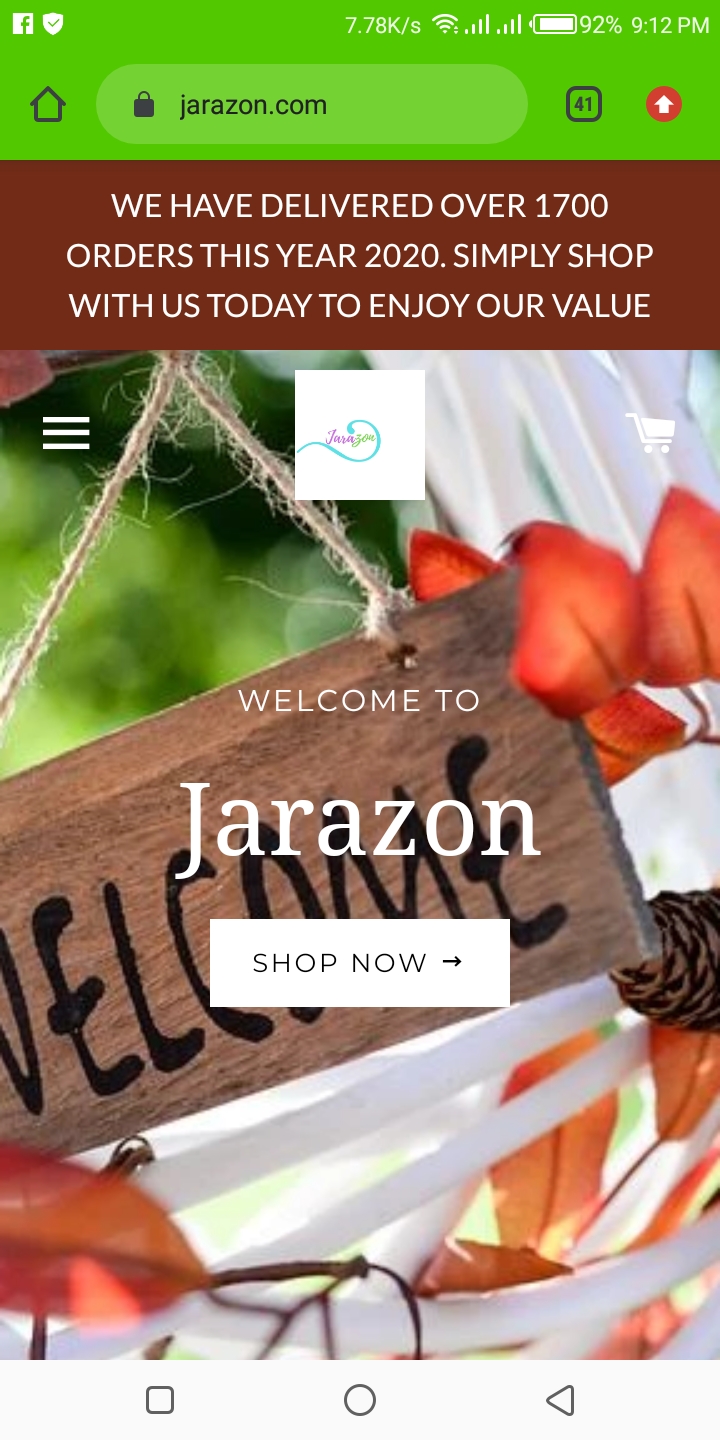 7.78K/s 92% 9:12 PM
jarazon.com 41
WE HAVE DELIVERED OVER 1700
ORDERS THIS YEAR 2020. SIMPLY SHOP
WITH US TODAY TO ENJOY OUR VALUE
Jarazon
WELCOME TO
Jarazon
WELCOME
SHOP NOW →